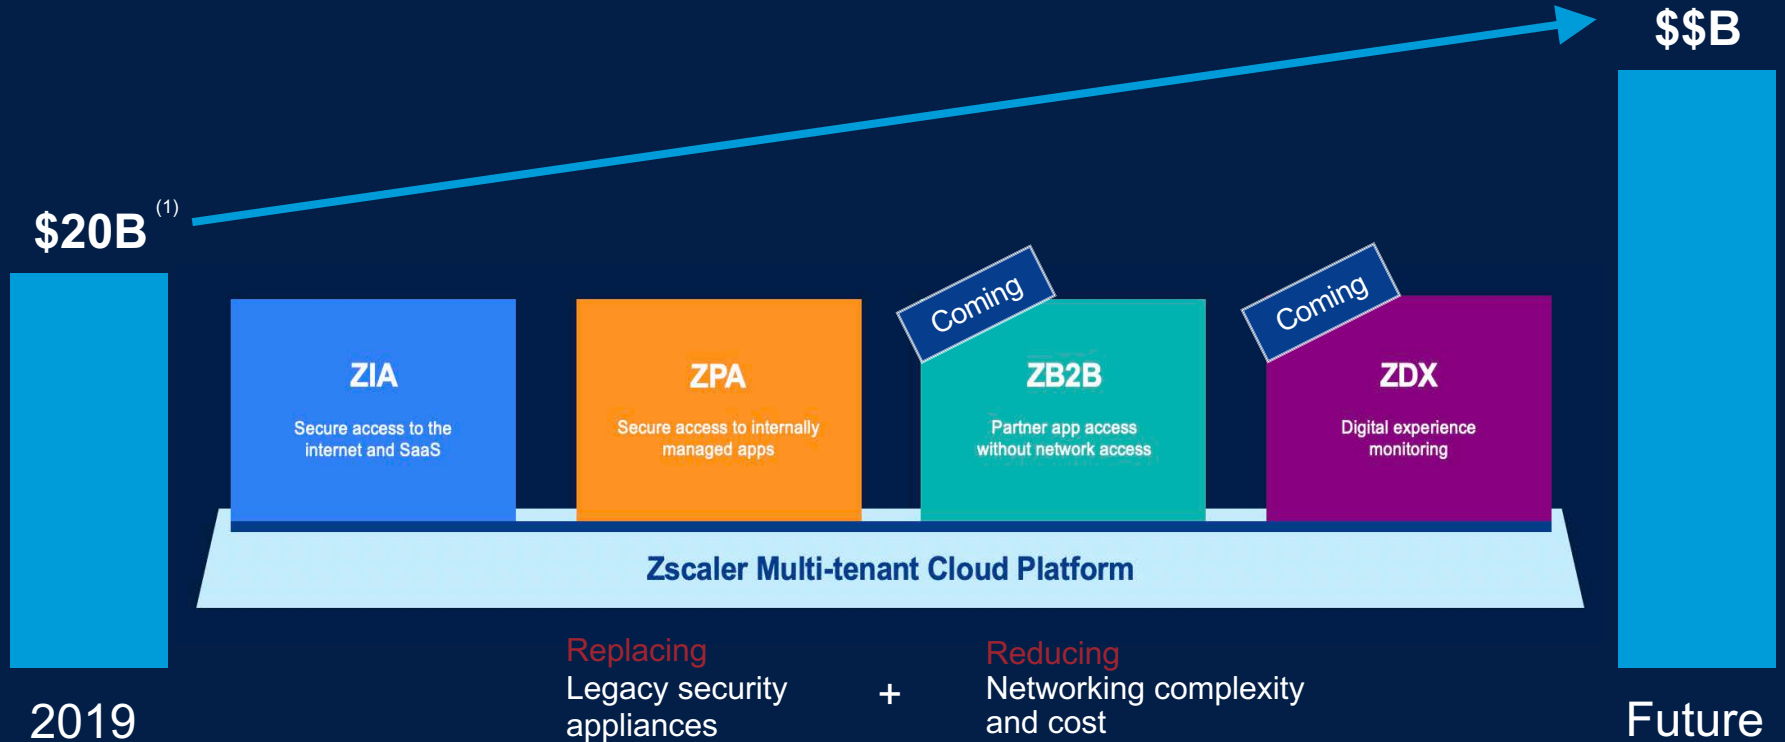 $$B
$20B (1)
Coming
Coming
ZIA
Secure access to the
internet and SaaS
ZPA
Secure access to internally
managed apps
ZB2B
Partner app access
without network access
ZDX
Digital experience
monitoring
Zscaler Multi-tenant Cloud Platform
Replacing
Legacy security
appliances
+
Reducing
Networking complexity
and cost
2019
Future